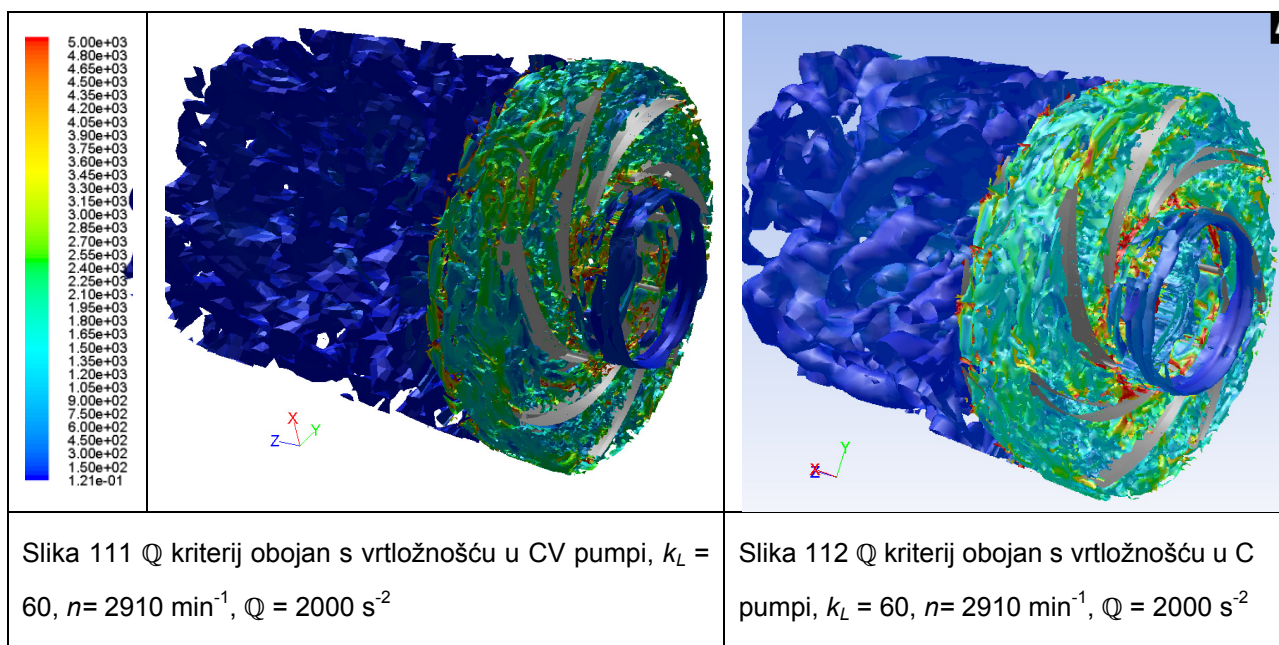 5.00e+03
4.80e+03
4.65e+03
4.50e+03
4.35e+03
4.20e+03
4.05e+03
3.90e+03
3.75e+03
3.60e+03
3.45e+03
3.30e+03
3.15e+03
3.00e+03
2.85e+03
2.70e+03
2.55e+03
2.40e+03
2.25e+03
2.10e+03
1.95e+03
1.80e+03
1.65e+03
1.50e+03
1.35e+03
1.20e+03
1.05e+03
9.00e+02
7.50e+02
6.00e+02
4.50e+02
3.00e+02
1.50e+02
1.21e-01
X
Y
Z
Y
X
Z
Slika 111 ℚ kriterij obojan s vrtložnošću u CV pumpi, k_L =
60, n= 2910 min⁻¹, ℚ = 2000 s⁻²
Slika 112 ℚ kriterij obojan s vrtložnošću u C
pumpi, k_L = 60, n= 2910 min⁻¹, ℚ = 2000 s⁻²